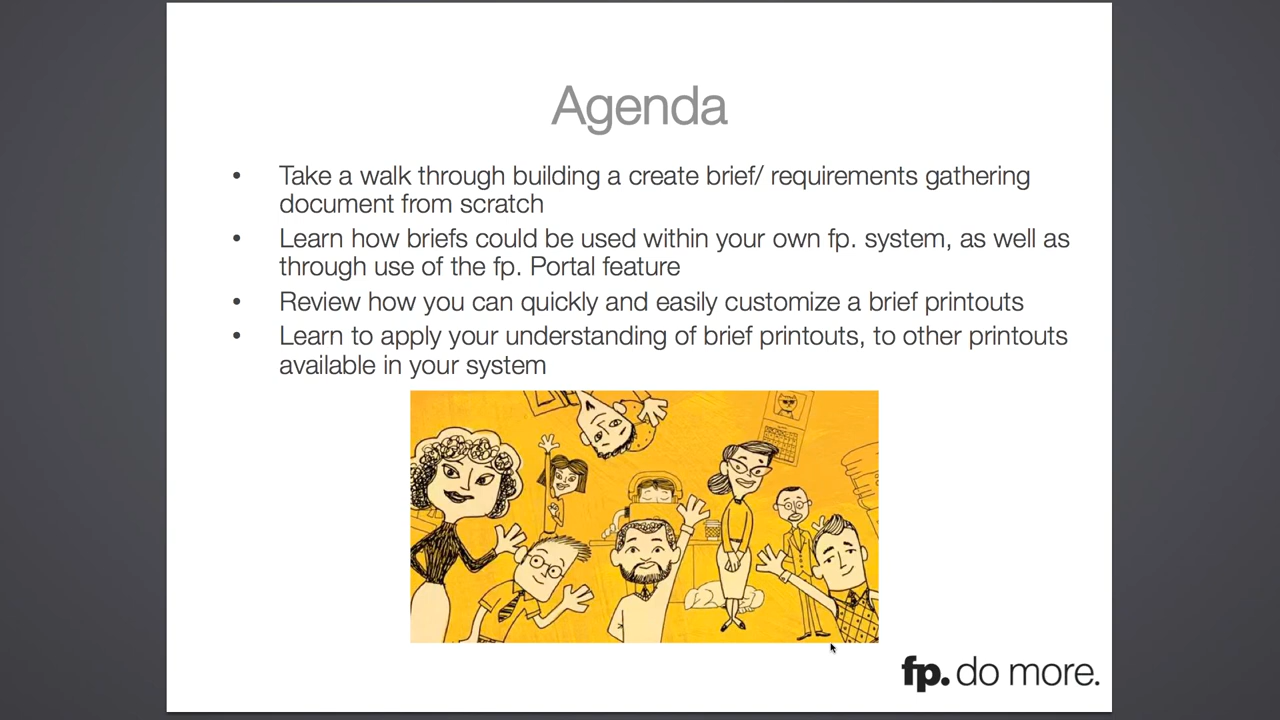 Agenda
• Take a walk through building a create brief/ requirements gathering
document from scratch
• Learn how briefs could be used within your own fp. system, as well as
through use of the fp. Portal feature
• Review how you can quickly and easily customize a brief printouts
• Learn to apply your understanding of brief printouts, to other printouts
available in your system
fp. do more.